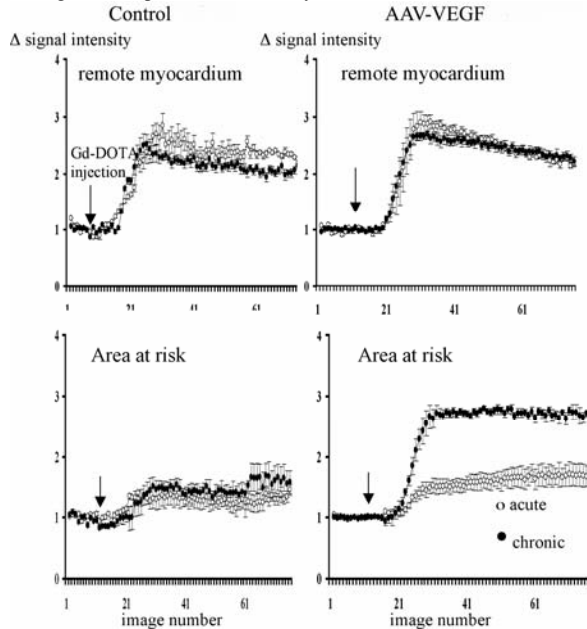 Control
AAV-VEGF
Δ signal intensity
Δ signal intensity
4
remote myocardium
3
Gd-DOTA
injection
2
1
0
1
21
41
61
4
remote myocardium
3
2
1
0
1
21
41
61
4
Area at risk
3
2
1
0
1
21
41
61
image number
4
Area at risk
3
2
1
0
o acute
● chronic
1
21
41
61
image number